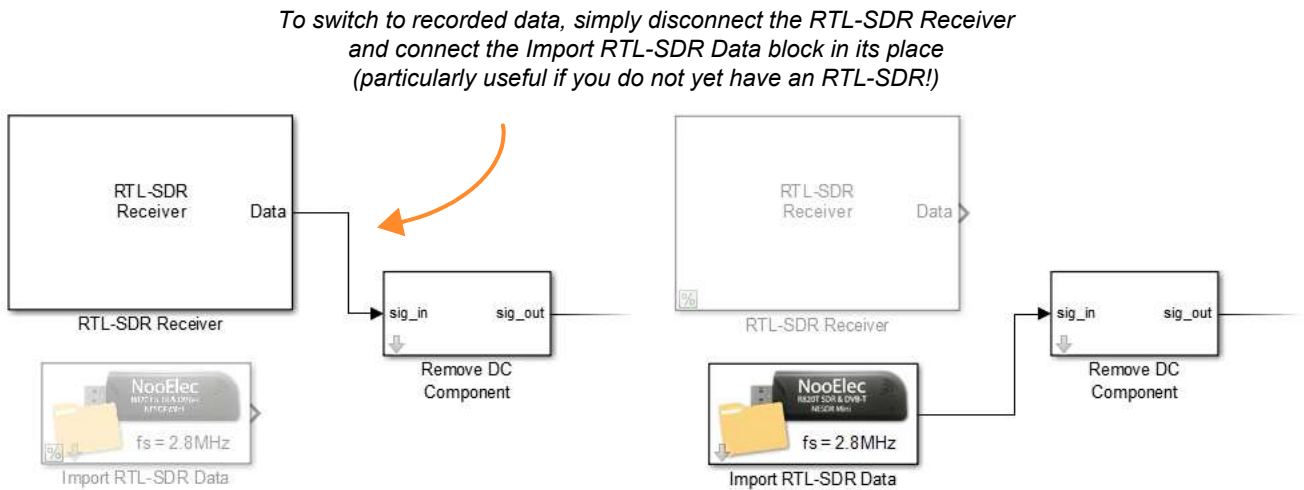 To switch to recorded data, simply disconnect the RTL-SDR Receiver
and connect the Import RTL-SDR Data block in its place
(particularly useful if you do not yet have an RTL-SDR!)
RTL-SDR
Receiver
Data
RTL-SDR Receiver
sig_in
sig_out
Remove DC
Component
NooElec
fs = 2.8MHz
%
Import RTL-SDR Data
RTL-SDR
Receiver
Data
%
RTL-SDR Receiver
sig_in
sig_out
Remove DC
Component
NooElec
R820T SDR & DVB-T
NESDR Mini
fs = 2.8MHz
Import RTL-SDR Data